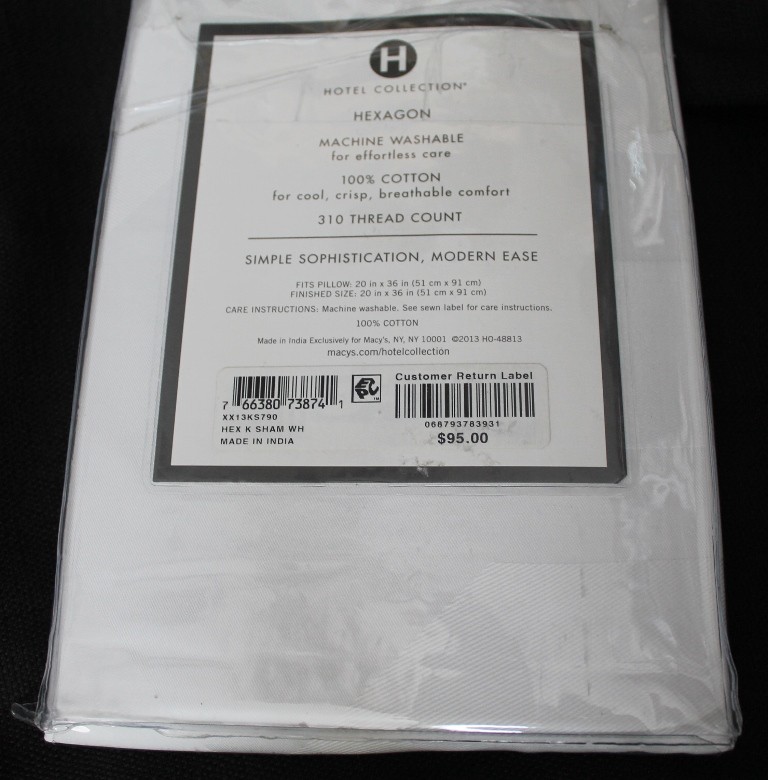 H
HOTEL COLLECTION®
HEXAGON
MACHINE WASHABLE
for effortless care
100% COTTON
for cool, crisp, breathable comfort
310 THREAD COUNT
SIMPLE SOPHISTICATION, MODERN EASE
FITS PILLOW: 20 in x 36 in (51 cm x 91 cm)
FINISHED SIZE: 20 in x 36 in (51 cm x 91 cm)
CARE INSTRUCTIONS: Machine washable. See sewn label for care instructions.
100% COTTON
Made in India Exclusively for Macy's, NY, NY 10001 ©2013 HO-48813
macys.com/hotelcollection
7 66380 73874 1
XX13KS790
HEX K SHAM WH
MADE IN INDIA
EPC TM
Customer Return Label
068793783931
$95.00